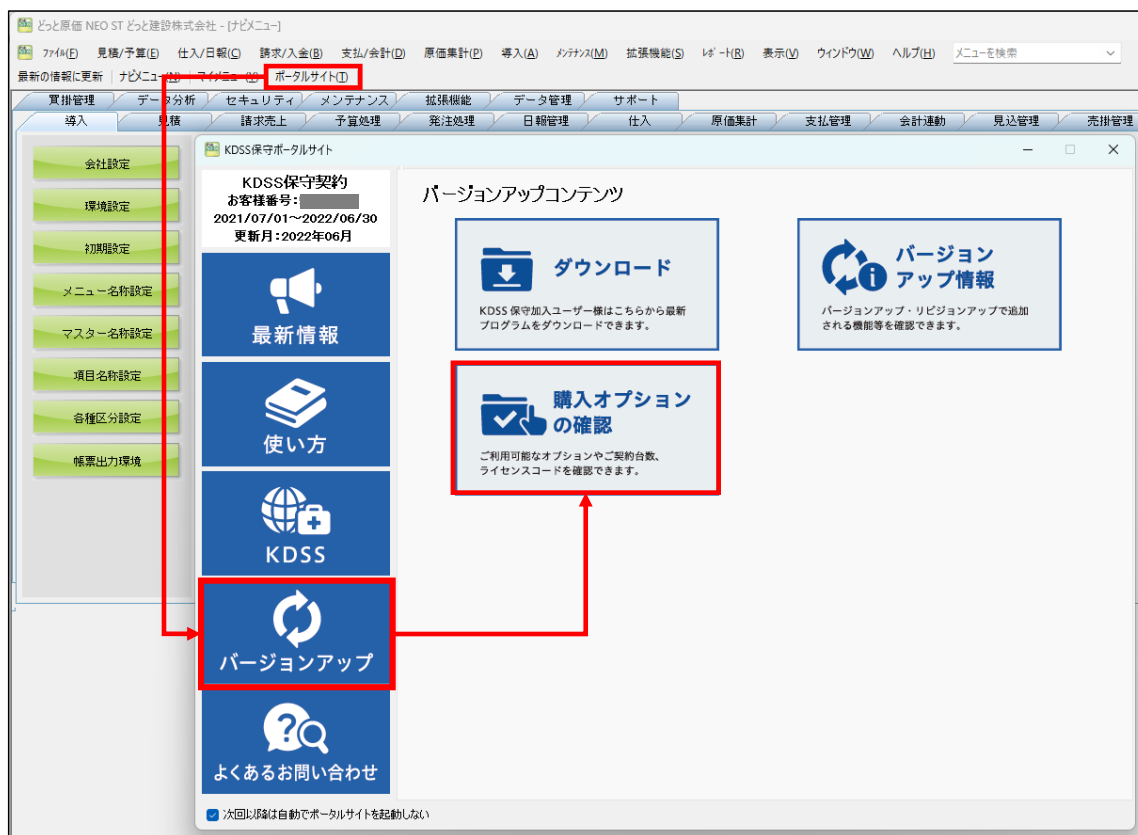 どっと原価 NEO ST どっと建設株式会社 - [ナビメニュー]
ファイル(F) 見積/予算(E) 仕入/日報(C) 請求/入金(B) 支払/会計(D) 原価集計(P) 導入(A) メンテナンス(M) 拡張機能(S) レポート(R) 表示(V) ウィンドウ(W) ヘルプ(H) メニューを検索
最新の情報に更新 ナビメニュー(N) マイメニュー(Y) ポータルサイト(T)
買掛管理 データ分析 セキュリティ メンテナンス 拡張機能 データ管理 サポート
導入 見積 請求売上 予算処理 発注処理 日報管理 仕入 原価集計 支払管理 会計連動 見込管理 売掛管理
会社設定
環境設定
初期設定
メニュー名称設定
マスター名称設定
項目名称設定
各種区分設定
帳票出力環境
KDSS保守ポータルサイト
KDSS保守契約
お客様番号:
2021/07/01~2022/06/30
更新月:2022年06月
最新情報
使い方
KDSS
バージョンアップ
よくあるお問い合わせ
バージョンアップコンテンツ
ダウンロード
KDSS 保守加入ユーザー様はこちらから最新
プログラムをダウンロードできます。
バージョン
アップ情報
バージョンアップ・リビジョンアップで追加
される機能等を確認できます。
購入オプション
の確認
ご利用可能なオプションやご契約台数、
ライセンスコードを確認できます。
次回以降は自動でポータルサイトを起動しない